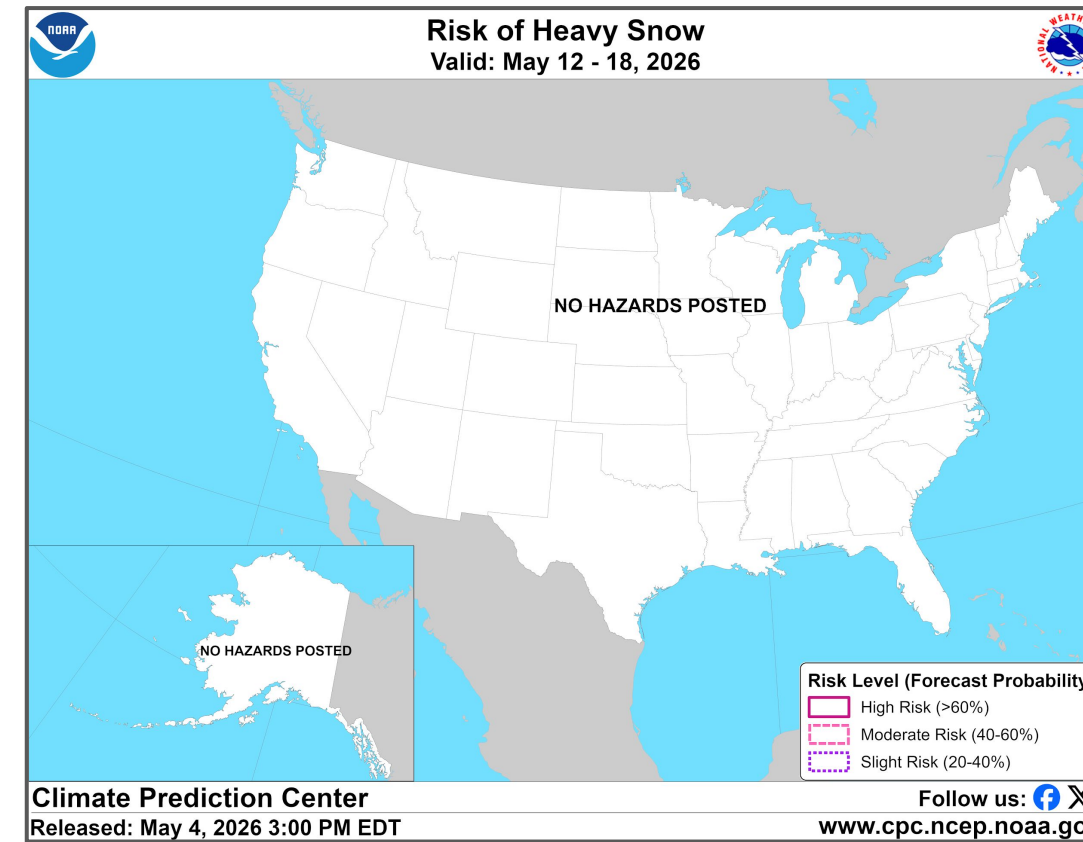 NOAA
Risk of Heavy Snow
Valid: May 12 - 18, 2026
NATIONAL WEATH
NO HAZARDS POSTED
NO HAZARDS POSTED
Risk Level (Forecast Probability
High Risk (>60%)
Moderate Risk (40-60%)
Slight Risk (20-40%)
Climate Prediction Center
Follow us:
Released: May 4, 2026 3:00 PM EDT
www.cpc.ncep.noaa.go